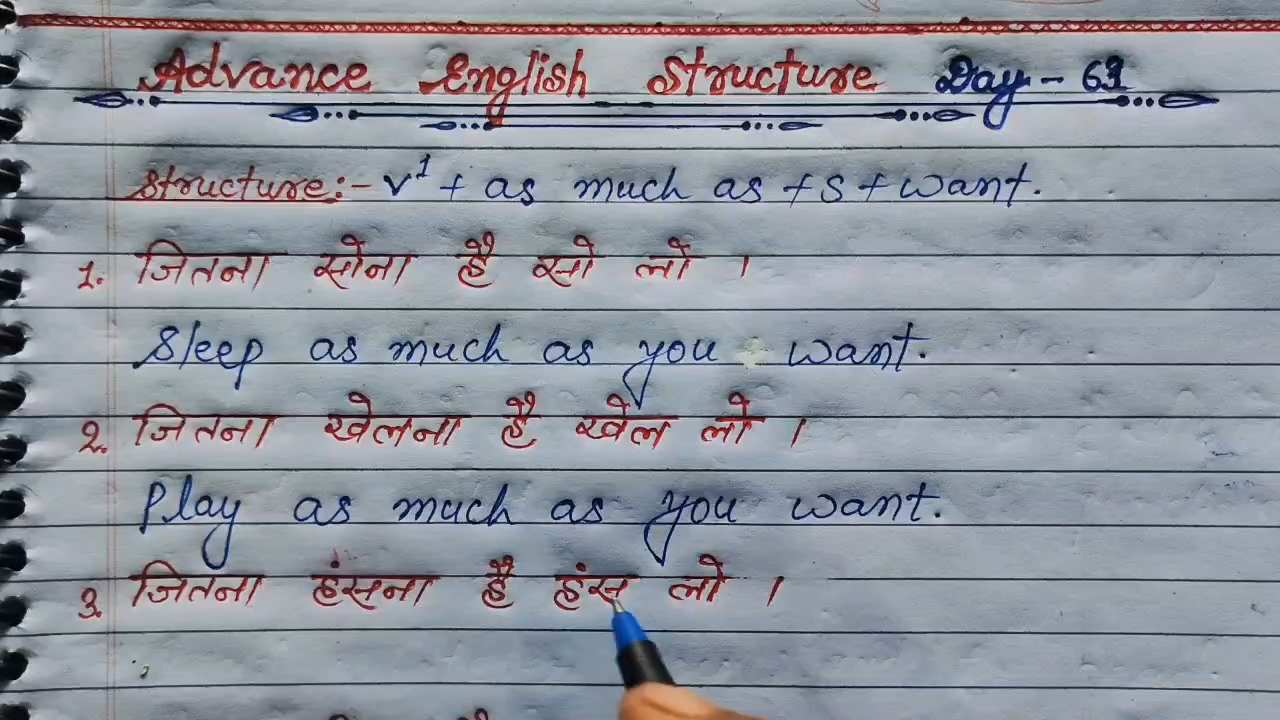 Advance English Structure Day - 61
Structure:- V¹ + as much as + S + want.
1. जितना सोना है सो लो ।
Sleep as much as you want.
2. जितना खेलना है खेल लो ।
Play as much as you want.
3. जितना हंसना है हंस लो ।